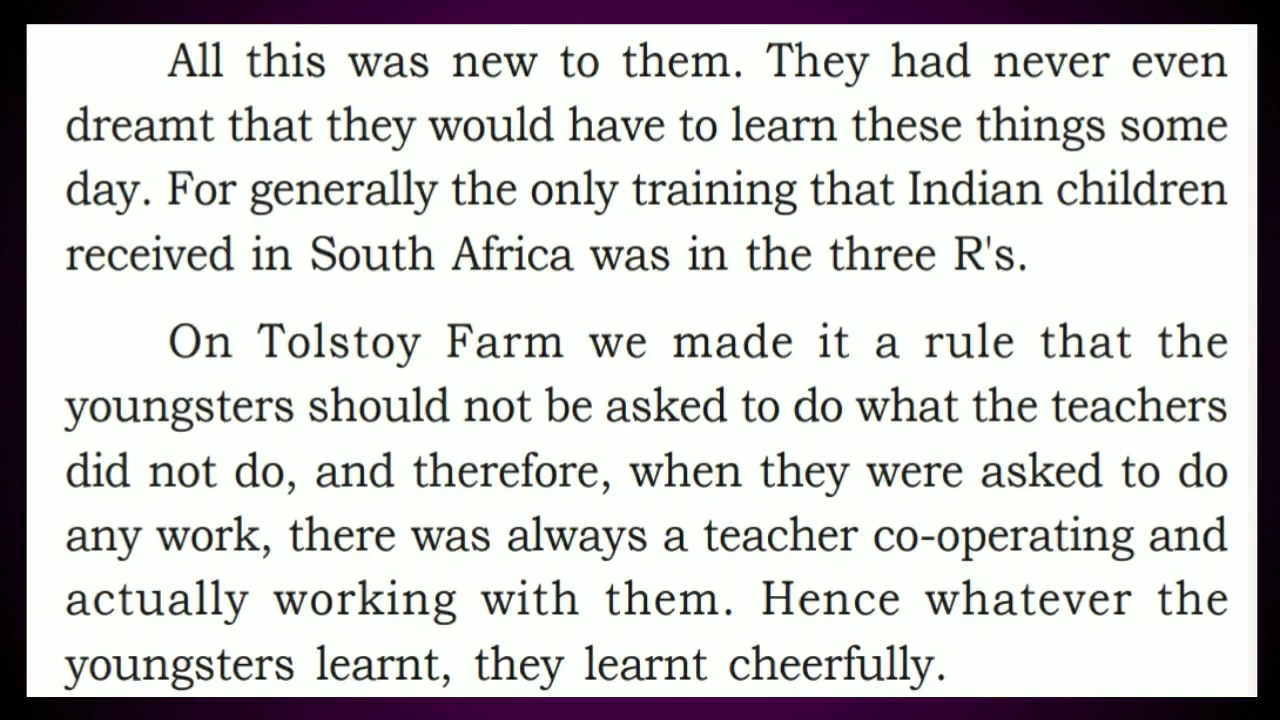 All this was new to them. They had never even
dreamt that they would have to learn these things some
day. For generally the only training that Indian children
received in South Africa was in the three R's.
On Tolstoy Farm we made it a rule that the
youngsters should not be asked to do what the teachers
did not do, and therefore, when they were asked to do
any work, there was always a teacher co-operating and
actually working with them. Hence whatever the
youngsters learnt, they learnt cheerfully.